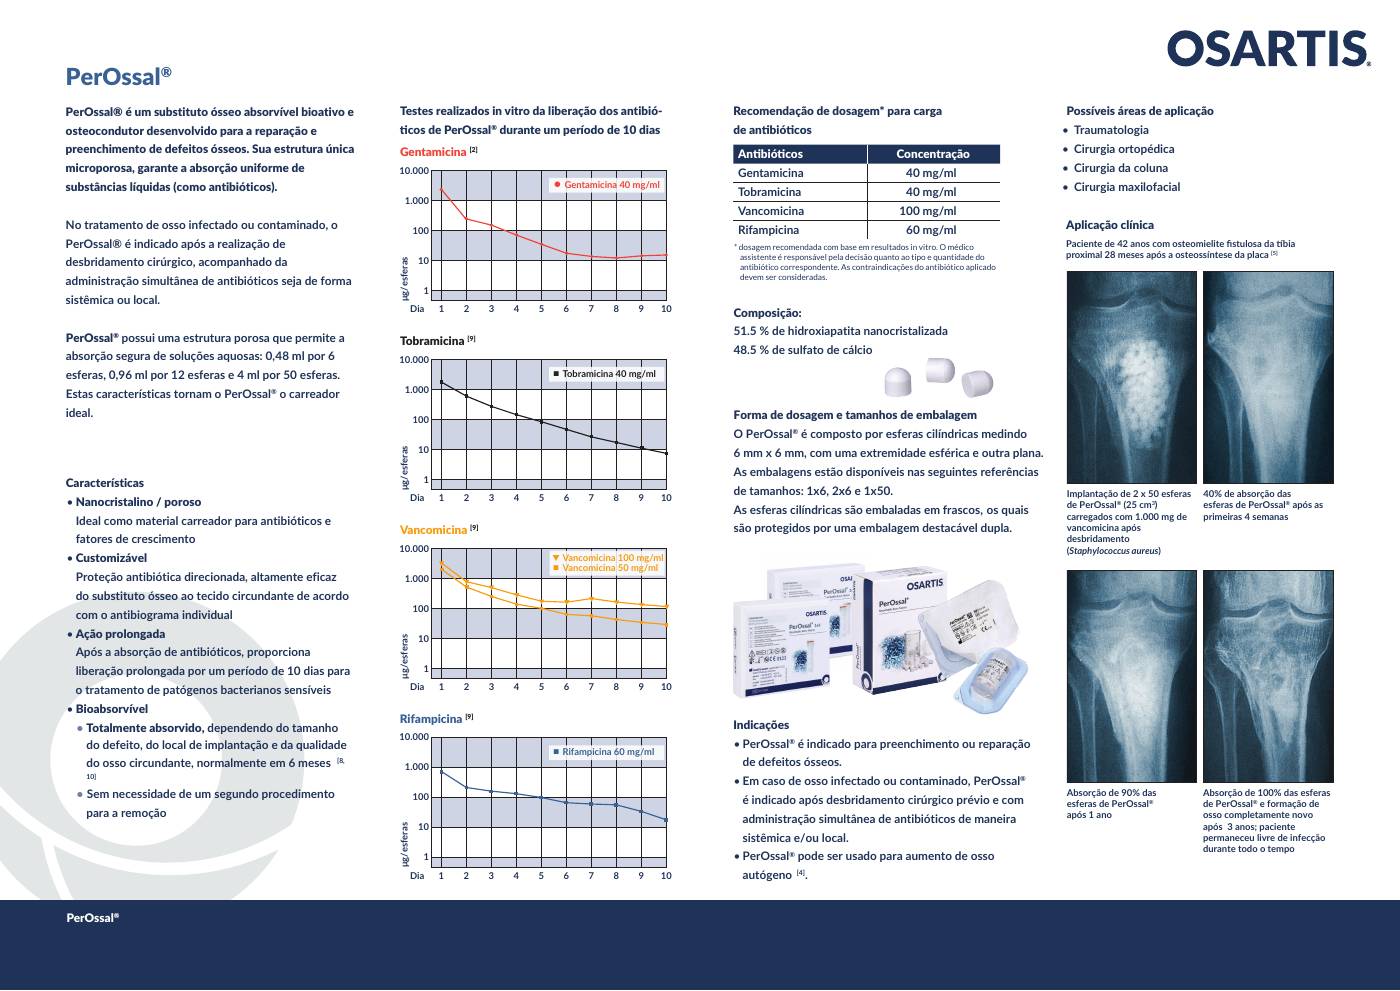 OSARTIS®
PerOssal®
PerOssal® é um substituto ósseo absorvível bioativo e
osteocondutor desenvolvido para a reparação e
preenchimento de defeitos ósseos. Sua estrutura única
microporosa, garante a absorção uniforme de
substâncias líquidas (como antibióticos).
No tratamento de osso infectado ou contaminado, o
PerOssal® é indicado após a realização de
desbridamento cirúrgico, acompanhado da
administração simultânea de antibióticos seja de forma
sistêmica ou local.
PerOssal® possui uma estrutura porosa que permite a
absorção segura de soluções aquosas: 0,48 ml por 6
esferas, 0,96 ml por 12 esferas e 4 ml por 50 esferas.
Estas características tornam o PerOssal® o carreador
ideal.
Características
• Nanocristalino / poroso
Ideal como material carreador para antibióticos e
fatores de crescimento
• Customizável
Proteção antibiótica direcionada, altamente eficaz
do substituto ósseo ao tecido circundante de acordo
com o antibiograma individual
• Ação prolongada
Após a absorção de antibióticos, proporciona
liberação prolongada por um período de 10 dias para
o tratamento de patógenos bacterianos sensíveis
• Bioabsorvível
• Totalmente absorvido, dependendo do tamanho
do defeito, do local de implantação e da qualidade
do osso circundante, normalmente em 6 meses [8,
10]
• Sem necessidade de um segundo procedimento
para a remoção
Testes realizados in vitro da liberação dos antibió-
ticos de PerOssal® durante um período de 10 dias
Gentamicina [2]
10.000
Gentamicina 40 mg/ml
1.000
100
10
1
µg/esferas
Dia 1 2 3 4 5 6 7 8 9 10
Tobramicina [9]
10.000
Tobramicina 40 mg/ml
1.000
100
10
1
µg/esferas
Dia 1 2 3 4 5 6 7 8 9 10
Vancomicina [9]
10.000
Vancomicina 100 mg/ml
Vancomicina 50 mg/ml
1.000
100
10
1
µg/esferas
Dia 1 2 3 4 5 6 7 8 9 10
Rifampicina [9]
10.000
Rifampicina 60 mg/ml
1.000
100
10
1
µg/esferas
Dia 1 2 3 4 5 6 7 8 9 10
Recomendação de dosagem* para carga
de antibióticos
Antibióticos Concentração
Gentamicina 40 mg/ml
Tobramicina 40 mg/ml
Vancomicina 100 mg/ml
Rifampicina 60 mg/ml
* dosagem recomendada com base em resultados in vitro. O médico
assistente é responsável pela decisão quanto ao tipo e quantidade do
antibiótico correspondente. As contraindicações do antibiótico aplicado
devem ser consideradas.
Composição:
51.5 % de hidroxiapatita nanocristalizada
48.5 % de sulfato de cálcio
Forma de dosagem e tamanhos de embalagem
O PerOssal® é composto por esferas cilíndricas medindo
6 mm x 6 mm, com uma extremidade esférica e outra plana.
As embalagens estão disponíveis nas seguintes referências
de tamanhos: 1x6, 2x6 e 1x50.
As esferas cilíndricas são embaladas em frascos, os quais
são protegidos por uma embalagem destacável dupla.
OSARTIS
PerOssal®
OSARTIS
PerOssal®
OSARTIS
PerOssal®
Indicações
• PerOssal® é indicado para preenchimento ou reparação
de defeitos ósseos.
• Em caso de osso infectado ou contaminado, PerOssal®
é indicado após desbridamento cirúrgico prévio e com
administração simultânea de antibióticos de maneira
sistêmica e/ou local.
• PerOssal® pode ser usado para aumento de osso
autógeno [4].
Possíveis áreas de aplicação
• Traumatologia
• Cirurgia ortopédica
• Cirurgia da coluna
• Cirurgia maxilofacial
Aplicação clínica
Paciente de 42 anos com osteomielite fistulosa da tíbia
proximal 28 meses após a osteossíntese da placa [5]
Implantação de 2 x 50 esferas
de PerOssal® (25 cm³)
carregados com 1.000 mg de
vancomicina após
desbridamento
(Staphylococcus aureus)
40% de absorção das
esferas de PerOssal® após as
primeiras 4 semanas
Absorção de 90% das
esferas de PerOssal®
após 1 ano
Absorção de 100% das esferas
de PerOssal® e formação de
osso completamente novo
após 3 anos; paciente
permaneceu livre de infecção
durante todo o tempo
PerOssal®